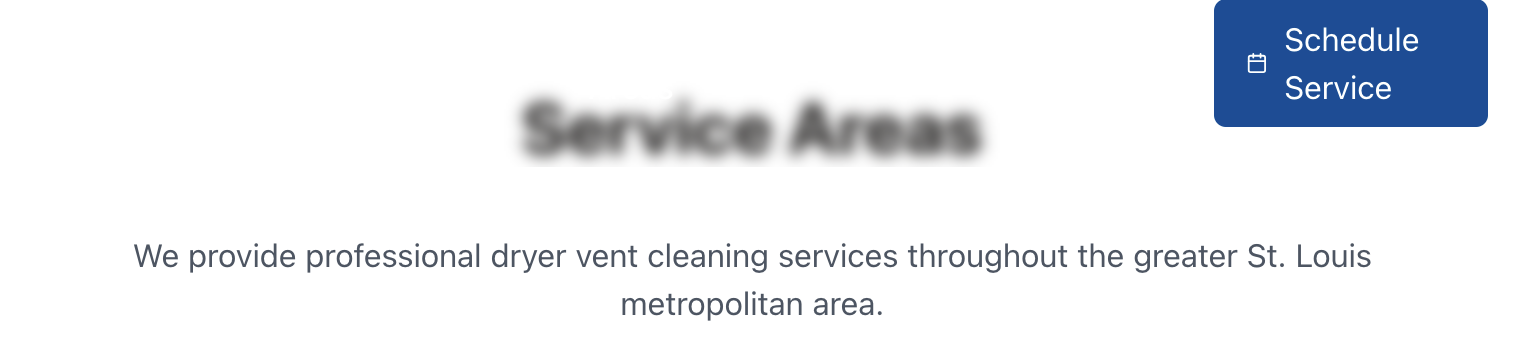 Schedule
Service
Service Areas
We provide professional dryer vent cleaning services throughout the greater St. Louis
metropolitan area.